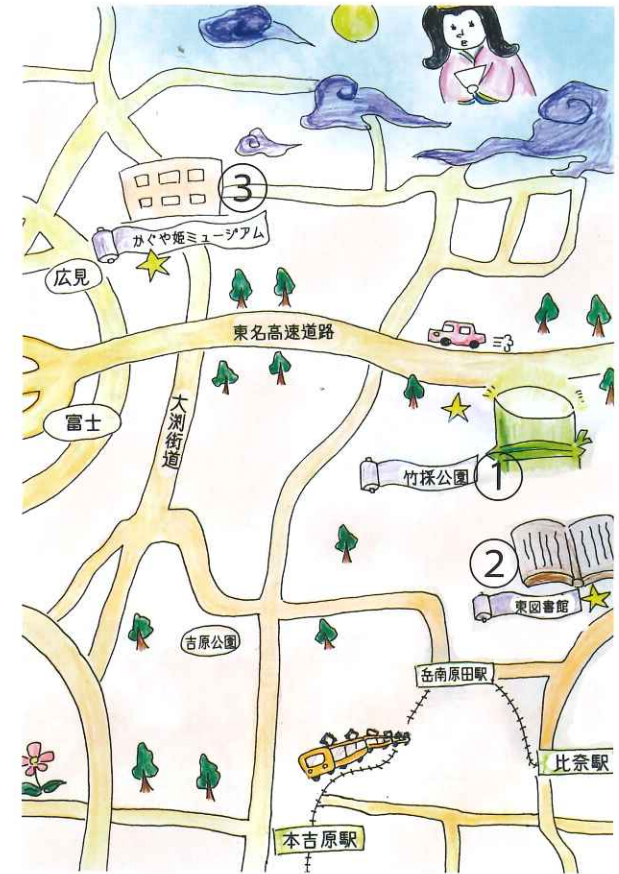 ③
かぐや姫ミュージアム
広見
東名高速道路
富士
大渕街道
竹採公園
①
②
東図書館
吉原公園
岳南原田駅
比奈駅
本吉原駅